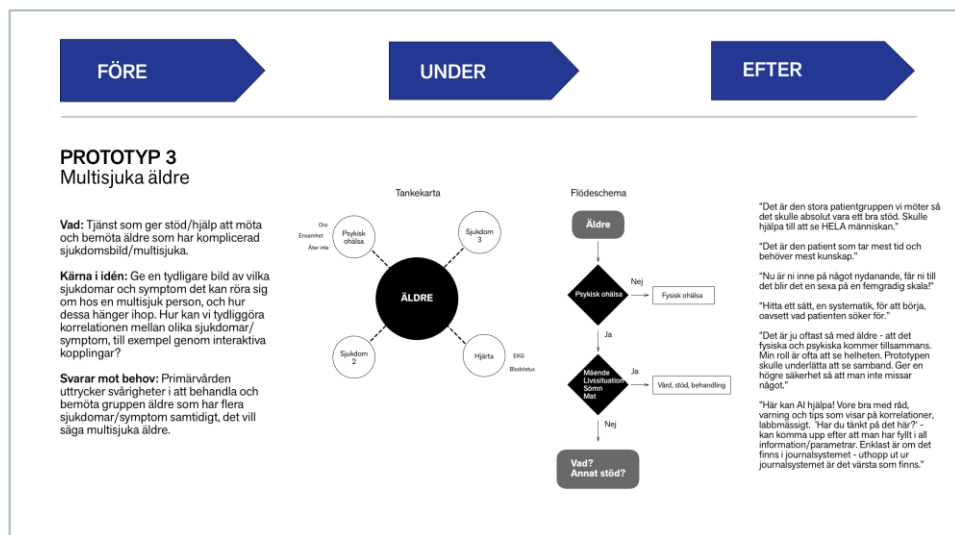 FÖRE
UNDER
EFTER
PROTOTYP 3
Multisjuka äldre
Vad: Tjänst som ger stöd/hjälp att möta
och bemöta äldre som har komplicerad
sjukdomsbild/multisjuka.
Kärna i idén: Ge en tydligare bild av vilka
sjukdomar och symptom det kan röra sig
om hos en multisjuk person, och hur
dessa hänger ihop. Hur kan vi tydliggöra
korrelationen mellan olika sjukdomar/
symptom, till exempel genom interaktiva
kopplingar?
Svarar mot behov: Primärvården
uttrycker svårigheter i att behandla och
bemöta gruppen äldre som har flera
sjukdomar/symptom samtidigt, det vill
säga multisjuka äldre.
Tankekarta
Oro
Ensamhet
Äter inte
Psykisk
ohälsa
Sjukdom
3
ÄLDRE
Sjukdom
2
Hjärta
EKG
Blodstatus
Flödeschema
Äldre
Psykisk ohälsa
Nej
Fysisk ohälsa
Ja
Mående
Livssituation
Sömn
Mat
Ja
Vård, stöd, behandling
Nej
Vad?
Annat stöd?
"Det är den stora patientgruppen vi möter så
det skulle absolut vara ett bra stöd. Skulle
hjälpa till att se HELA människan."
"Det är den patient som tar mest tid och
behöver mest kunskap."
"Nu är ni inne på något nydanande, får ni till
det blir det en sexa på en femgradig skala!"
"Hitta ett sätt, en systematik, för att börja,
oavsett vad patienten söker för."
"Det är ju oftast så med äldre - att det
fysiska och psykiska kommer tillsammans.
Min roll är ofta att se helheten. Prototypen
skulle underlätta att se samband. Ger en
högre säkerhet så att man inte missar
något."
"Här kan AI hjälpa! Vore bra med råd,
varning och tips som visar på korrelationer,
labbmässigt. 'Har du tänkt på det här?' -
kan komma upp efter att man har fyllt i all
information/parametrar. Enklast är om det
finns i journalsystemet - uthopp ut ur
journalsystemet är det värsta som finns."